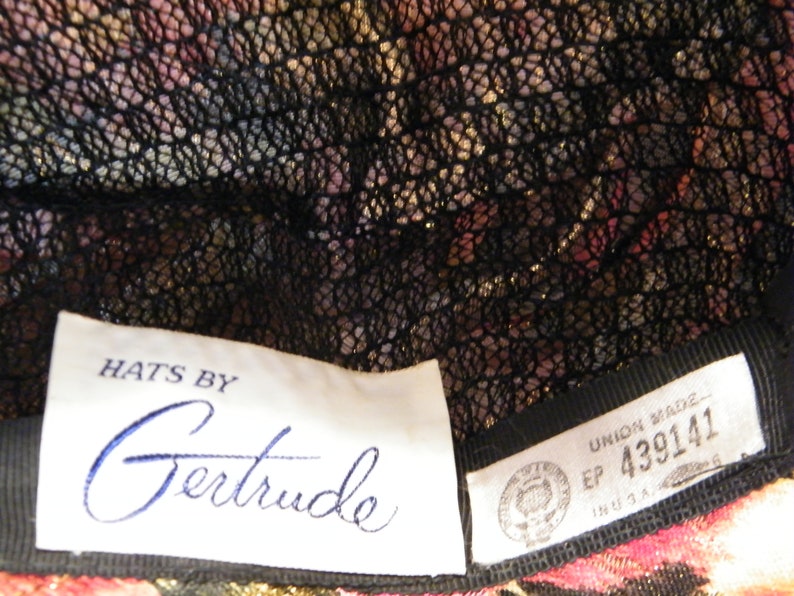 HATS BY
Gertrude
UNION MADE
EP 439141
IN U.S.A.